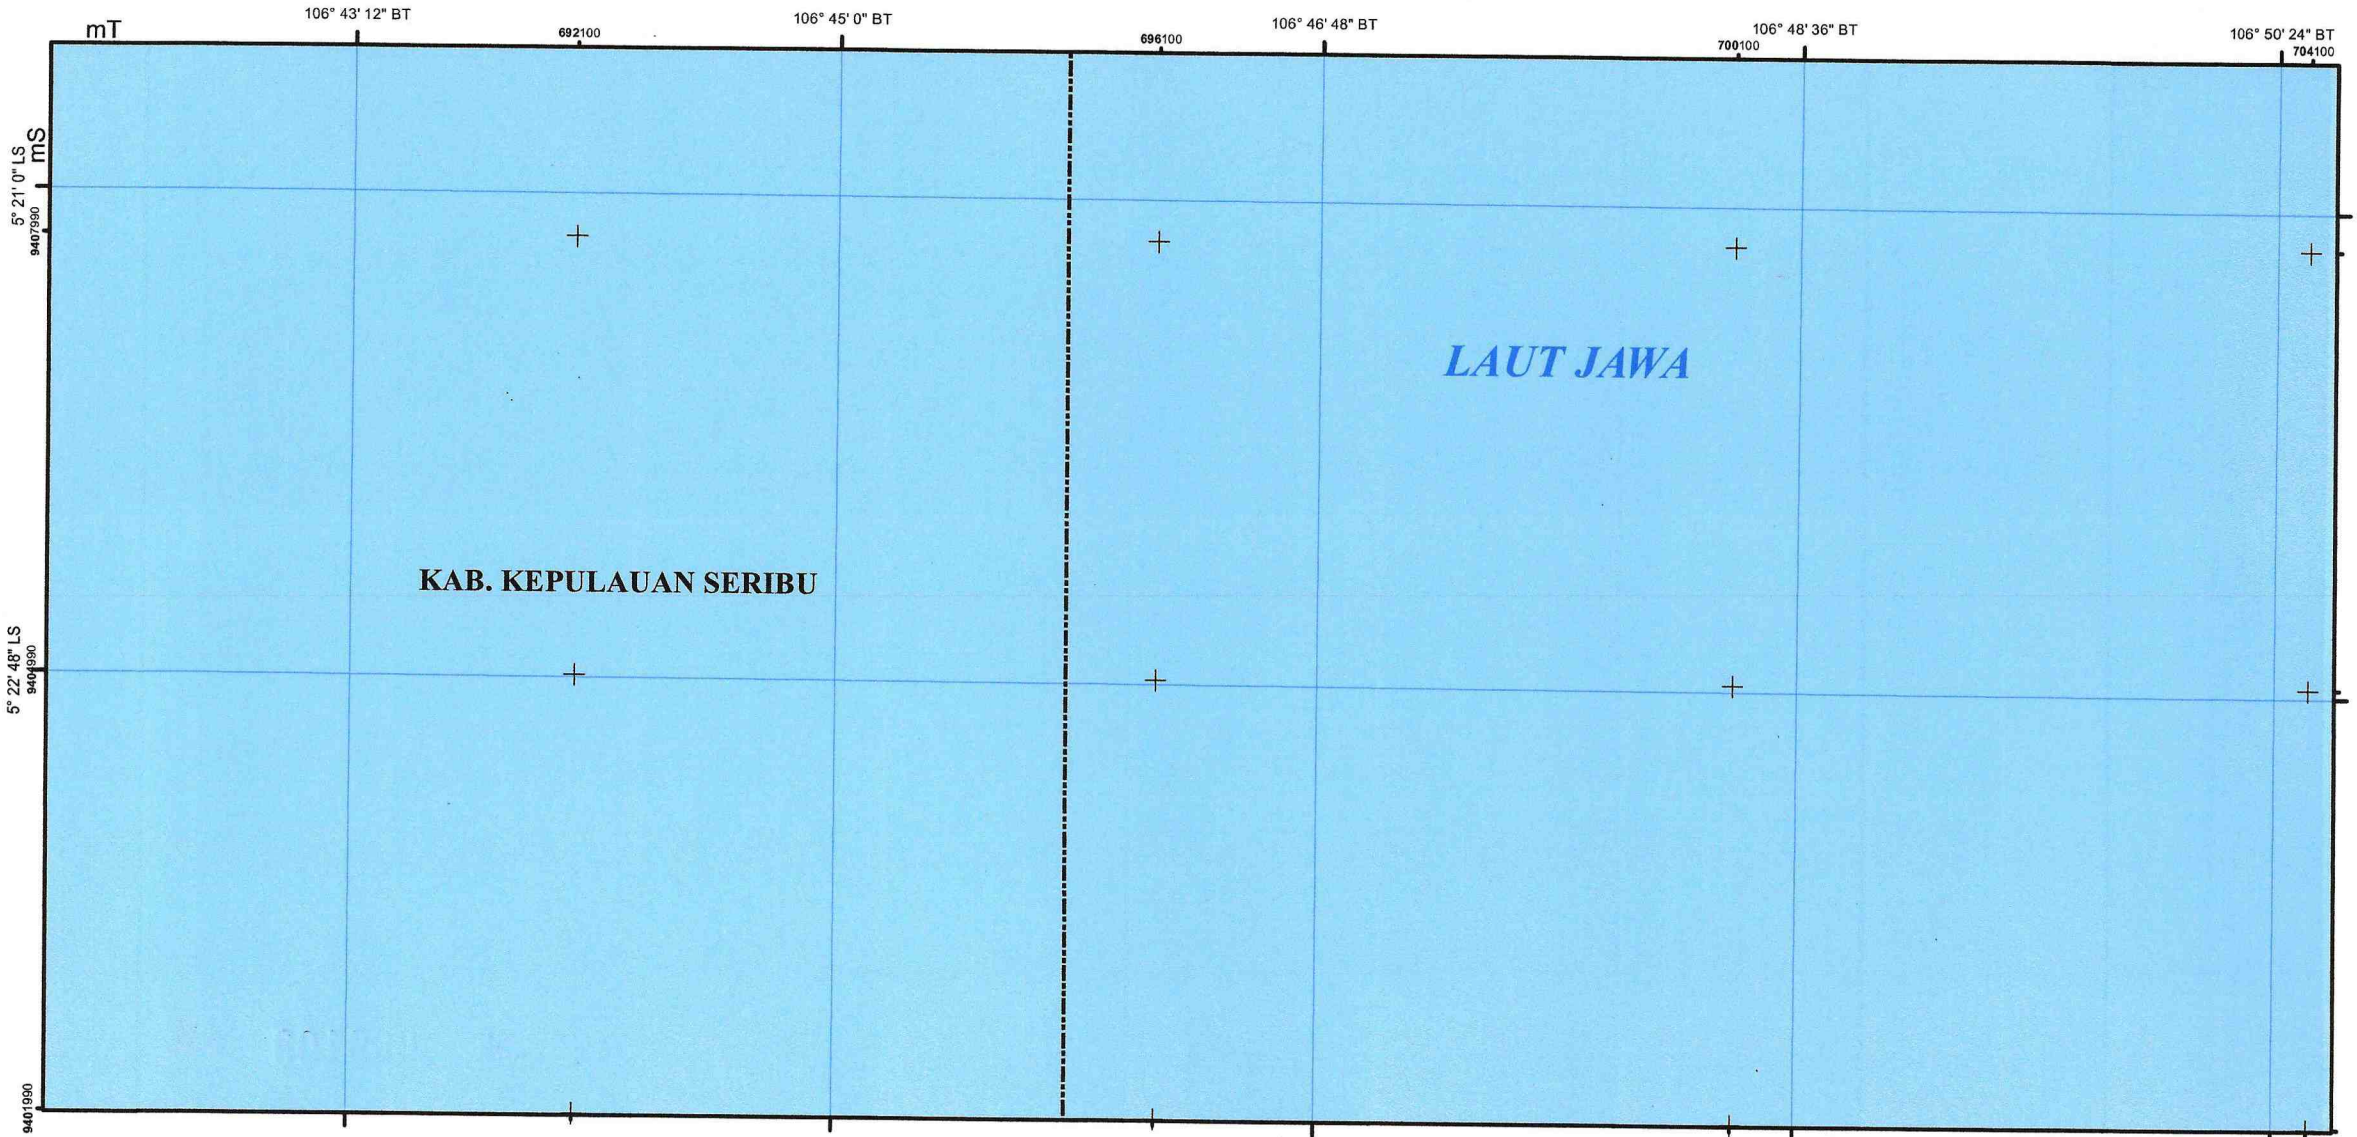 106° 43' 12" BT
106° 45' 0" BT
106° 46' 48" BT
106° 48' 36" BT
106° 50' 24" BT
mT
692100
696100
700100
704100
mS
5° 21' 0" LS
9407990
LAUT JAWA
KAB. KEPULAUAN SERIBU
5° 22' 48" LS
9404990
9401990